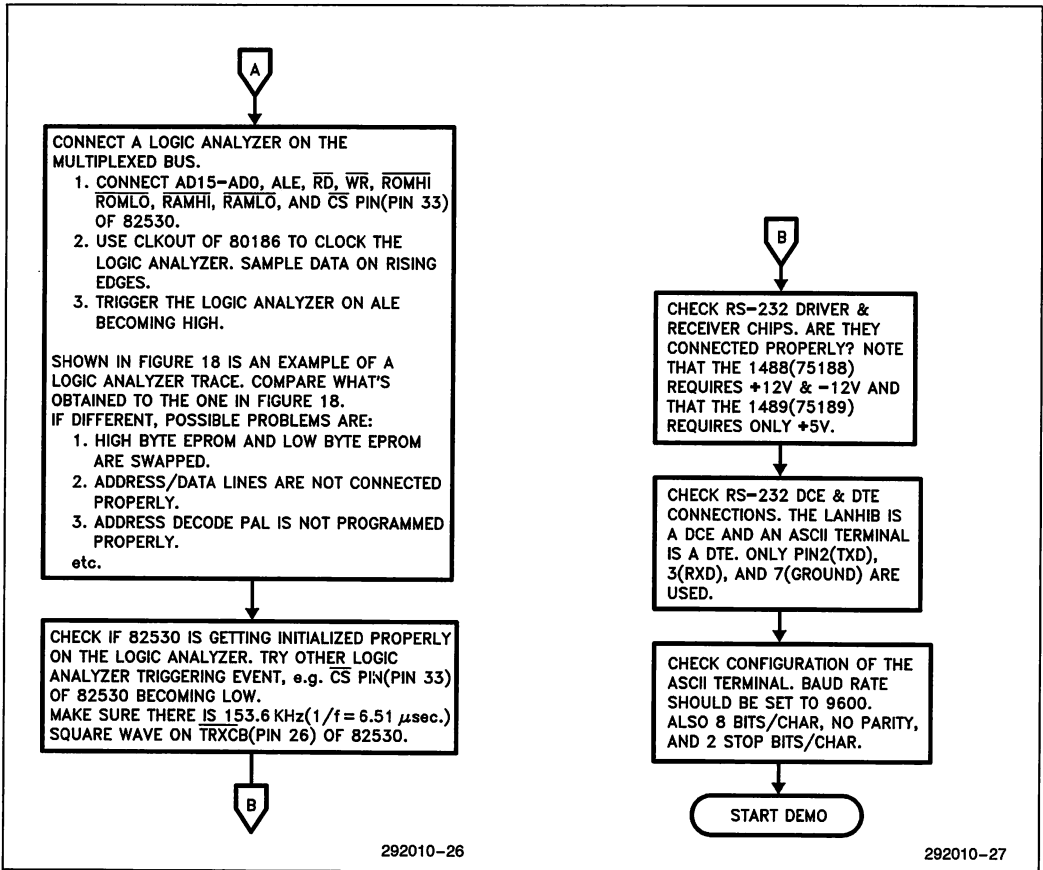 A
CONNECT A LOGIC ANALYZER ON THE
MULTIPLEXED BUS.
1. CONNECT AD15-AD0, ALE, RD, WR, ROMHI
ROMLO, RAMHI, RAMLO, AND CS PIN(PIN 33)
OF 82530.
2. USE CLKOUT OF 80186 TO CLOCK THE
LOGIC ANALYZER. SAMPLE DATA ON RISING
EDGES.
3. TRIGGER THE LOGIC ANALYZER ON ALE
BECOMING HIGH.
SHOWN IN FIGURE 18 IS AN EXAMPLE OF A
LOGIC ANALYZER TRACE. COMPARE WHAT'S
OBTAINED TO THE ONE IN FIGURE 18.
IF DIFFERENT, POSSIBLE PROBLEMS ARE:
1. HIGH BYTE EPROM AND LOW BYTE EPROM
ARE SWAPPED.
2. ADDRESS/DATA LINES ARE NOT CONNECTED
PROPERLY.
3. ADDRESS DECODE PAL IS NOT PROGRAMMED
PROPERLY.
etc.
CHECK IF 82530 IS GETTING INITIALIZED PROPERLY
ON THE LOGIC ANALYZER. TRY OTHER LOGIC
ANALYZER TRIGGERING EVENT, e.g. CS PIN(PIN 33)
OF 82530 BECOMING LOW.
MAKE SURE THERE IS 153.6 KHz(1/f = 6.51 μsec.)
SQUARE WAVE ON TRXCB(PIN 26) OF 82530.
B
292010-26
B
CHECK RS-232 DRIVER &
RECEIVER CHIPS. ARE THEY
CONNECTED PROPERLY? NOTE
THAT THE 1488(75188)
REQUIRES +12V & -12V AND
THAT THE 1489(75189)
REQUIRES ONLY +5V.
CHECK RS-232 DCE & DTE
CONNECTIONS. THE LANHIB IS
A DCE AND AN ASCII TERMINAL
IS A DTE. ONLY PIN2(TXD),
3(RXD), AND 7(GROUND) ARE
USED.
CHECK CONFIGURATION OF THE
ASCII TERMINAL. BAUD RATE
SHOULD BE SET TO 9600.
ALSO 8 BITS/CHAR, NO PARITY,
AND 2 STOP BITS/CHAR.
START DEMO
292010-27